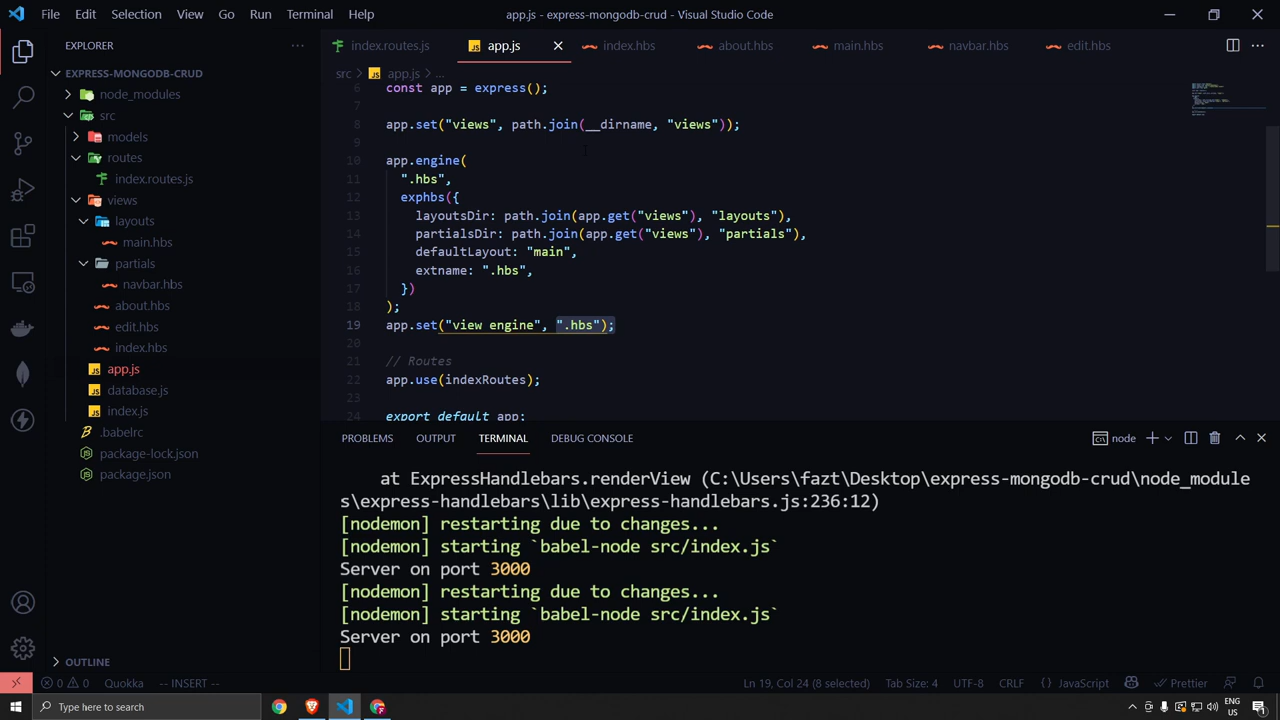 File Edit Selection View Go Run Terminal Help
app.js - express-mongodb-crud - Visual Studio Code
EXPLORER
EXPRESS-MONGODB-CRUD
node_modules
src
models
routes
index.routes.js
views
layouts
main.hbs
partials
navbar.hbs
about.hbs
edit.hbs
index.hbs
app.js
database.js
index.js
.babelrc
package-lock.json
package.json
OUTLINE
index.routes.js app.js index.hbs about.hbs main.hbs navbar.hbs edit.hbs
src > app.js > ...
6 const app = express();
7
8 app.set("views", path.join(__dirname, "views"));
9
10 app.engine(
11 ".hbs",
12 exphbs({
13 layoutsDir: path.join(app.get("views"), "layouts"),
14 partialsDir: path.join(app.get("views"), "partials"),
15 defaultLayout: "main",
16 extname: ".hbs",
17 })
18 );
19 app.set("view engine", ".hbs");
20
21 // Routes
22 app.use(indexRoutes);
23
24 export default app;
PROBLEMS OUTPUT TERMINAL DEBUG CONSOLE
node
at ExpressHandlebars.renderView (C:\Users\fazt\Desktop\express-mongodb-crud\node_module
s\express-handlebars\lib\express-handlebars.js:236:12)
[nodemon] restarting due to changes...
[nodemon] starting `babel-node src/index.js`
Server on port 3000
[nodemon] restarting due to changes...
[nodemon] starting `babel-node src/index.js`
Server on port 3000
0 0 Quokka -- INSERT --
Ln 19, Col 24 (8 selected) Tab Size: 4 UTF-8 CRLF {} JavaScript Prettier
Type here to search
ENG
US